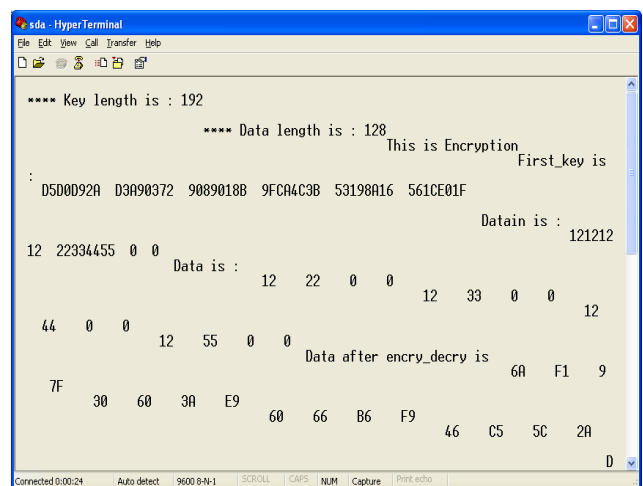 sda - HyperTerminal
File Edit View Call Transfer Help
**** Key length is : 192
**** Data length is : 128
This is Encryption
First_key is
:
D5D0D92A D3A90372 9089018B 9FCA4C3B 53198A16 561CE01F
Datain is :
121212
12 22334455 0 0
Data is :
12 22 0 0
12 33 0 0
12
44 0 0
12 55 0 0
Data after encry_decry is
6A F1 9
7F
30 60 3A E9
60 66 B6 F9
46 C5 5C 2A
D
Connected 0:00:24 Auto detect 9600 8-N-1 SCROLL CAPS NUM Capture Print echo